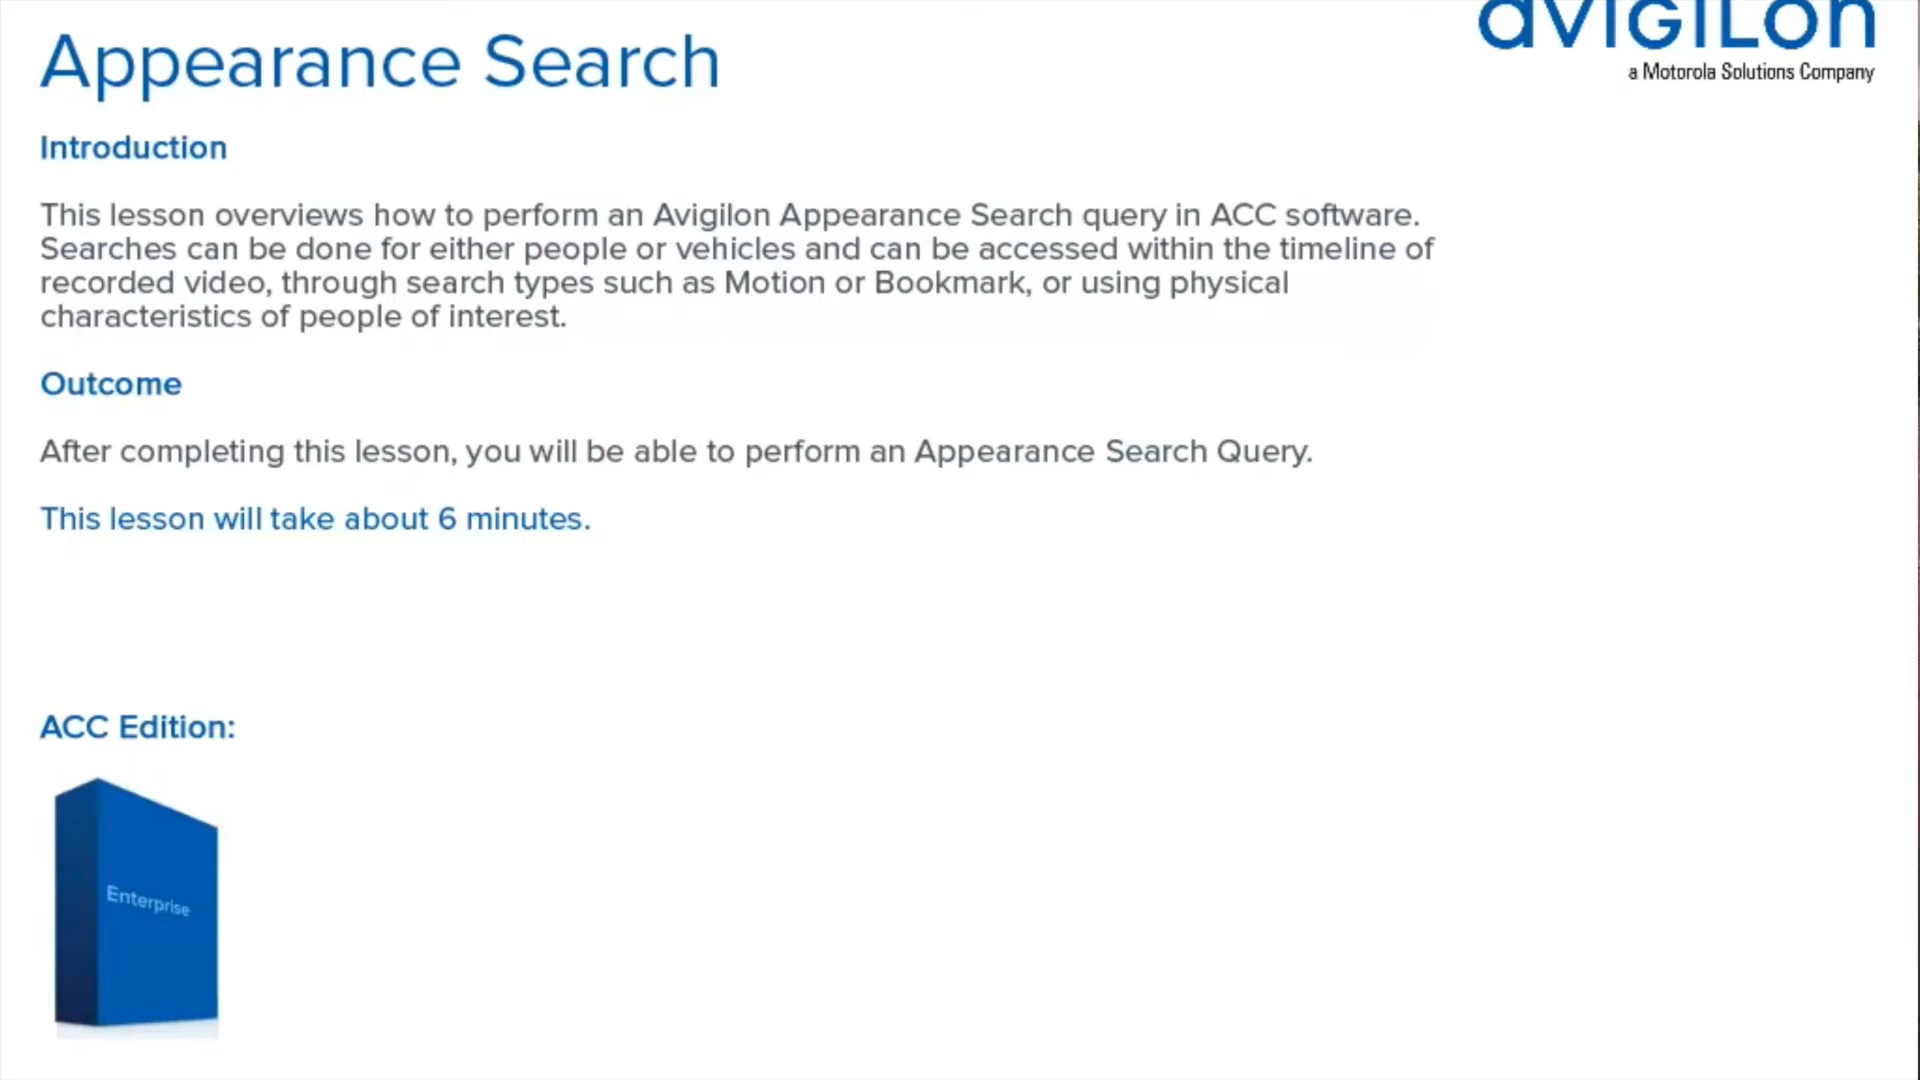 Appearance Search
avigilon
a Motorola Solutions Company
Introduction
This lesson overviews how to perform an Avigilon Appearance Search query in ACC software.
Searches can be done for either people or vehicles and can be accessed within the timeline of
recorded video, through search types such as Motion or Bookmark, or using physical
characteristics of people of interest.
Outcome
After completing this lesson, you will be able to perform an Appearance Search Query.
This lesson will take about 6 minutes.
ACC Edition:
Enterprise